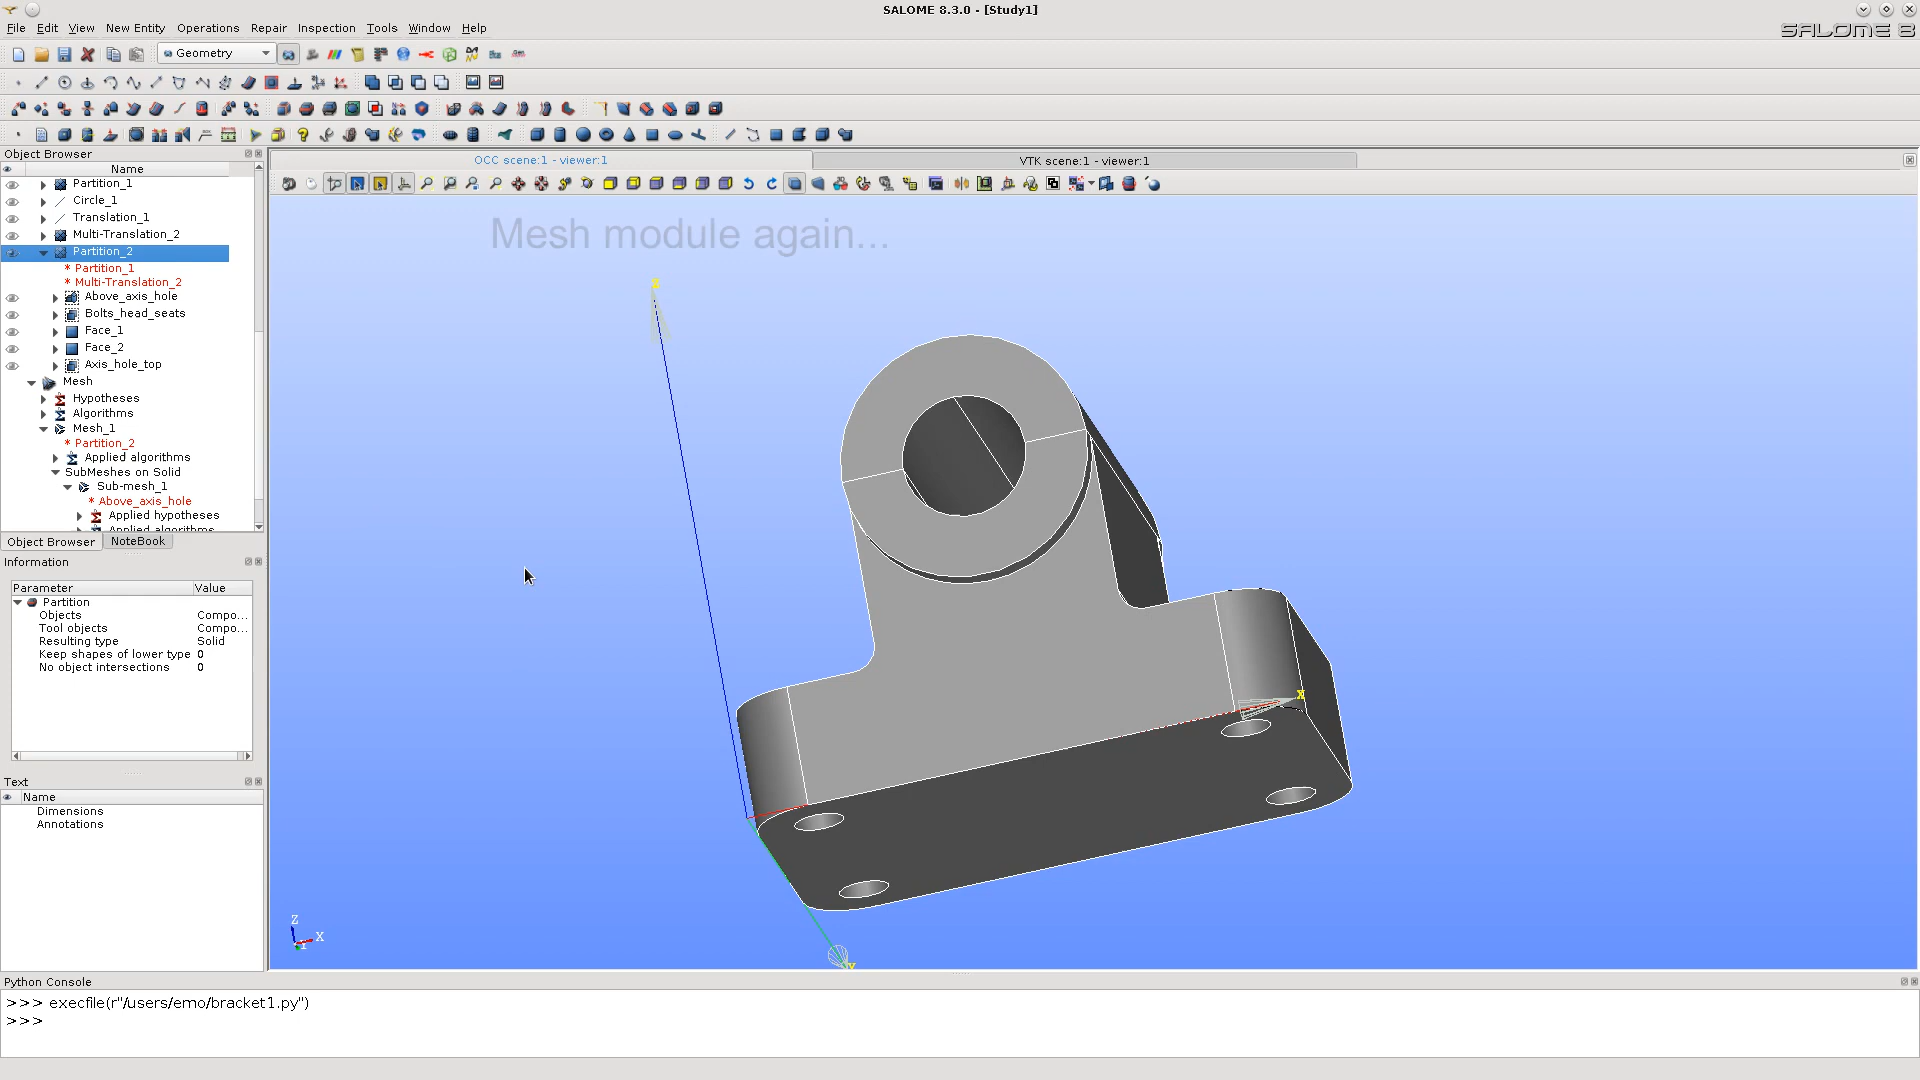 SALOME 8.3.0 - [Study1]
File Edit View New Entity Operations Repair Inspection Tools Window Help
SALOME 8
Geometry
Object Browser
Name
Partition_1
Circle_1
Translation_1
Multi-Translation_2
Partition_2
* Partition_1
* Multi-Translation_2
Above_axis_hole
Bolts_head_seats
Face_1
Face_2
Axis_hole_top
Mesh
Hypotheses
Algorithms
Mesh_1
* Partition_2
Applied algorithms
SubMeshes on Solid
Sub-mesh_1
* Above_axis_hole
Applied hypotheses
Applied algorithms
Object Browser NoteBook
Information
Parameter Value
Partition
Objects Compo...
Tool objects Compo...
Resulting type Solid
Keep shapes of lower type 0
No object intersections 0
Text
Name
Dimensions
Annotations
OCC scene:1 - viewer:1 VTK scene:1 - viewer:1
Mesh module again...
Z
X
Y
Z
X
Python Console
>>> execfile(r"/users/emo/bracket1.py")
>>>